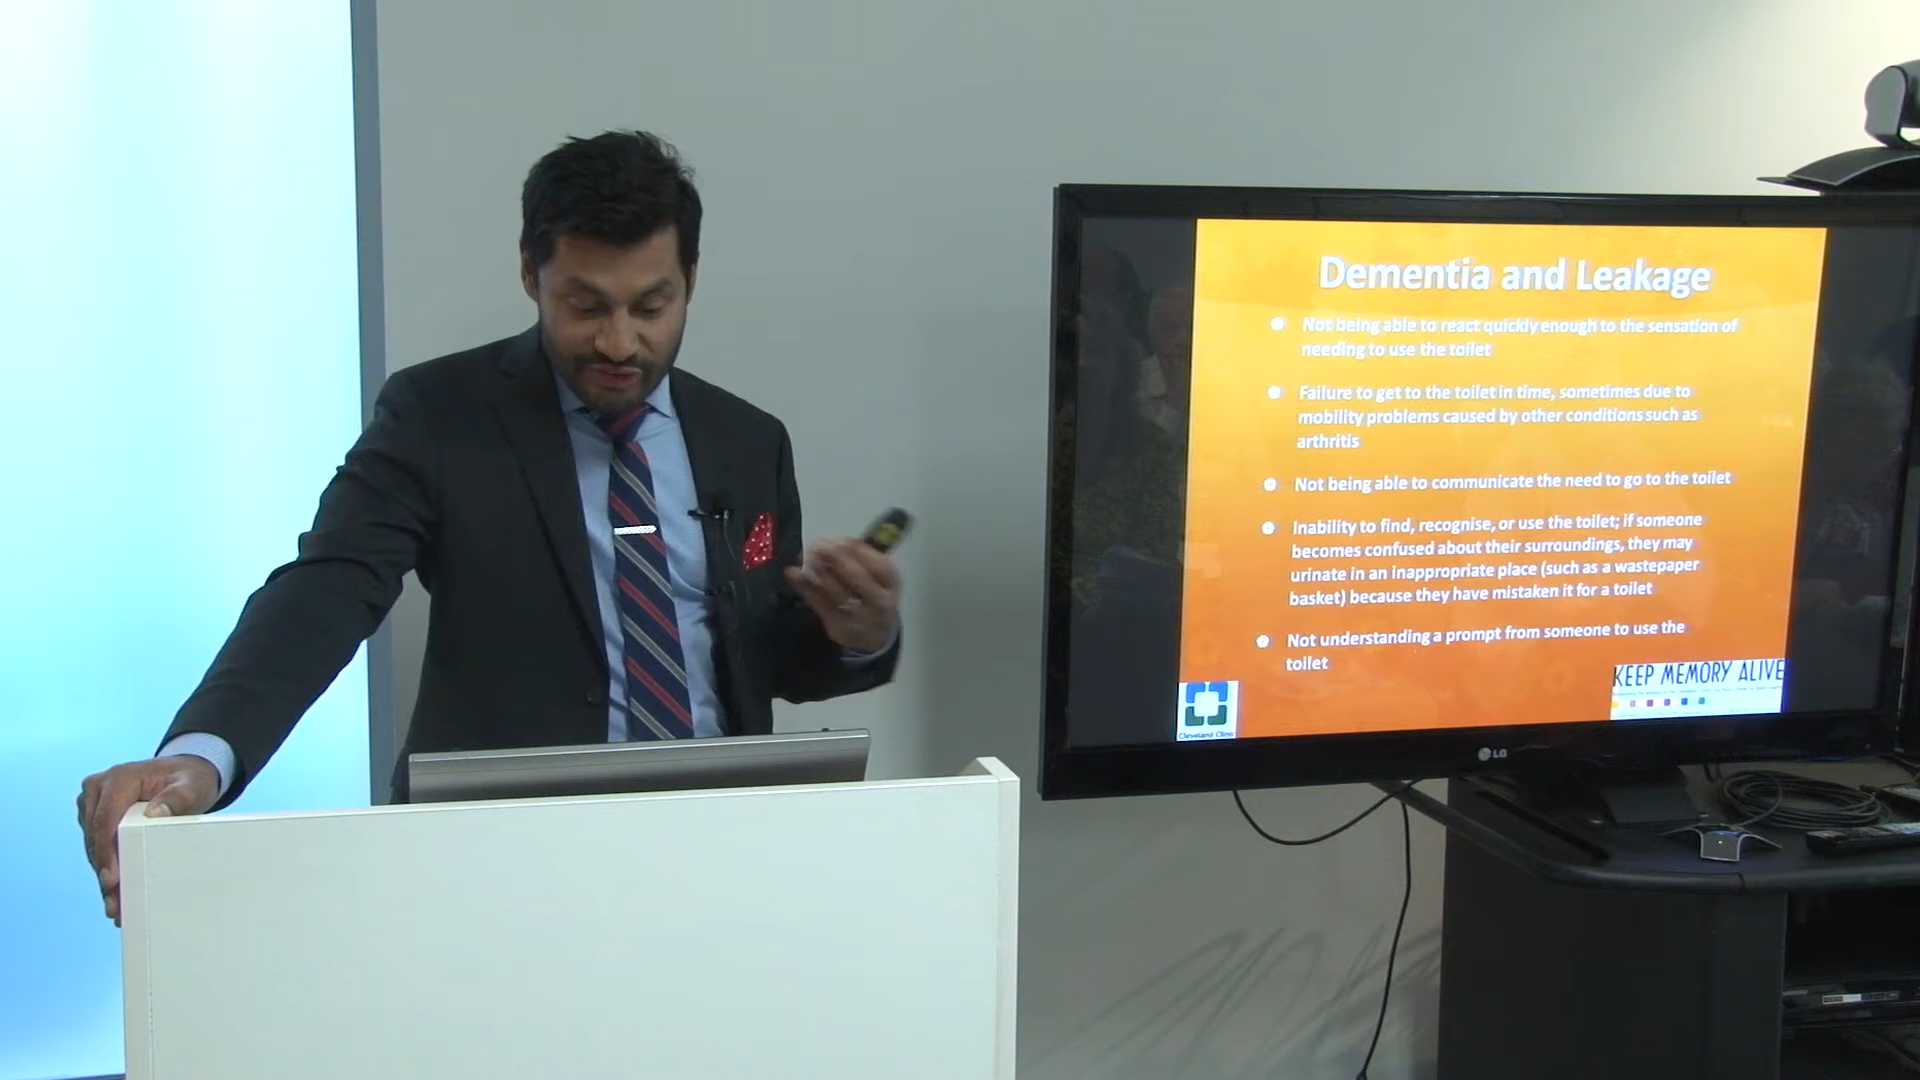 Dementia and Leakage
Not being able to react quickly enough to the sensation of
needing to use the toilet
Failure to get to the toilet in time, sometimes due to
mobility problems caused by other conditions such as
arthritis
Not being able to communicate the need to go to the toilet
Inability to find, recognise, or use the toilet; if someone
becomes confused about their surroundings, they may
urinate in an inappropriate place (such as a wastepaper
basket) because they have mistaken it for a toilet
Not understanding a prompt from someone to use the
toilet
KEEP MEMORY ALIVE
Cleveland Clinic
LG